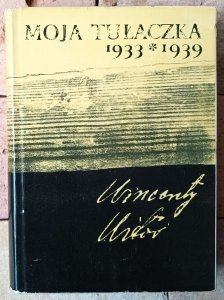 MOJA TUŁACZKA
1933 * 1939
Wincenty
Witos